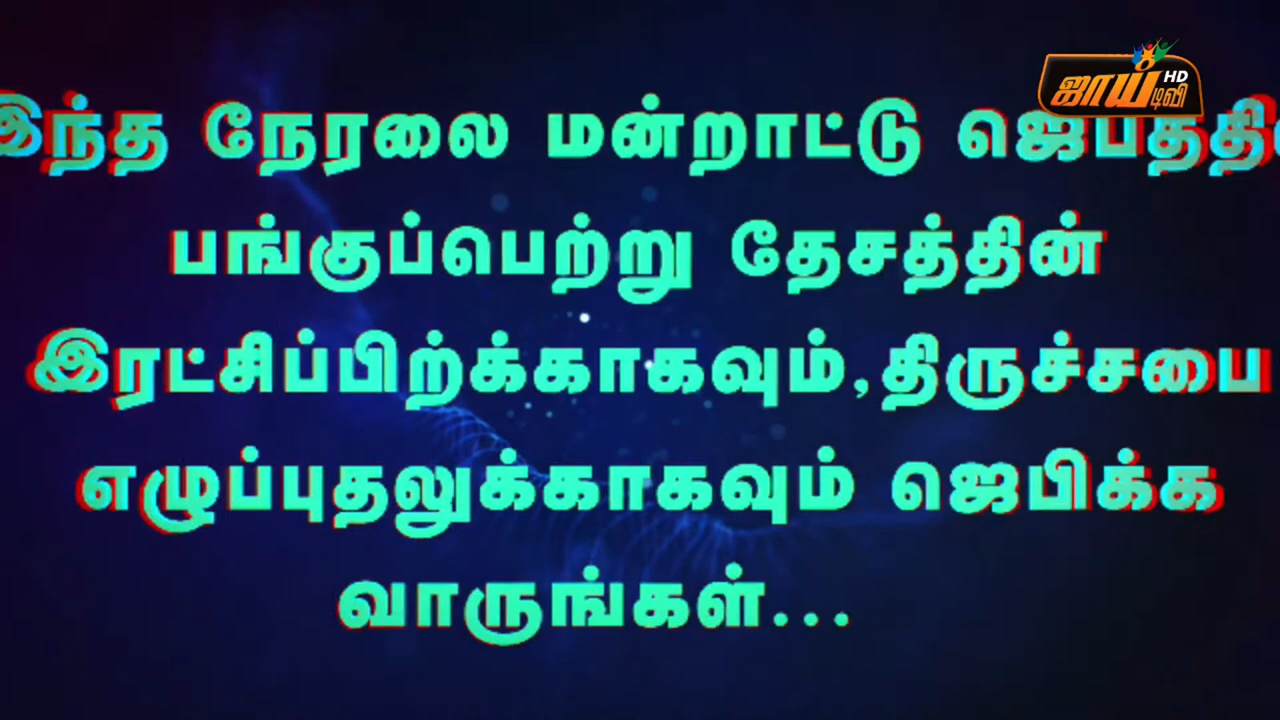 ஜாய் டிவி HD
இந்த நேரலை மன்றாட்டு ஜெபத்தி
பங்குப்பெற்று தேசத்தின்
இரட்சிப்பிற்க்காகவும்,திருச்சபை
எழுப்புதலுக்காகவும் ஜெபிக்க
வாருங்கள்...